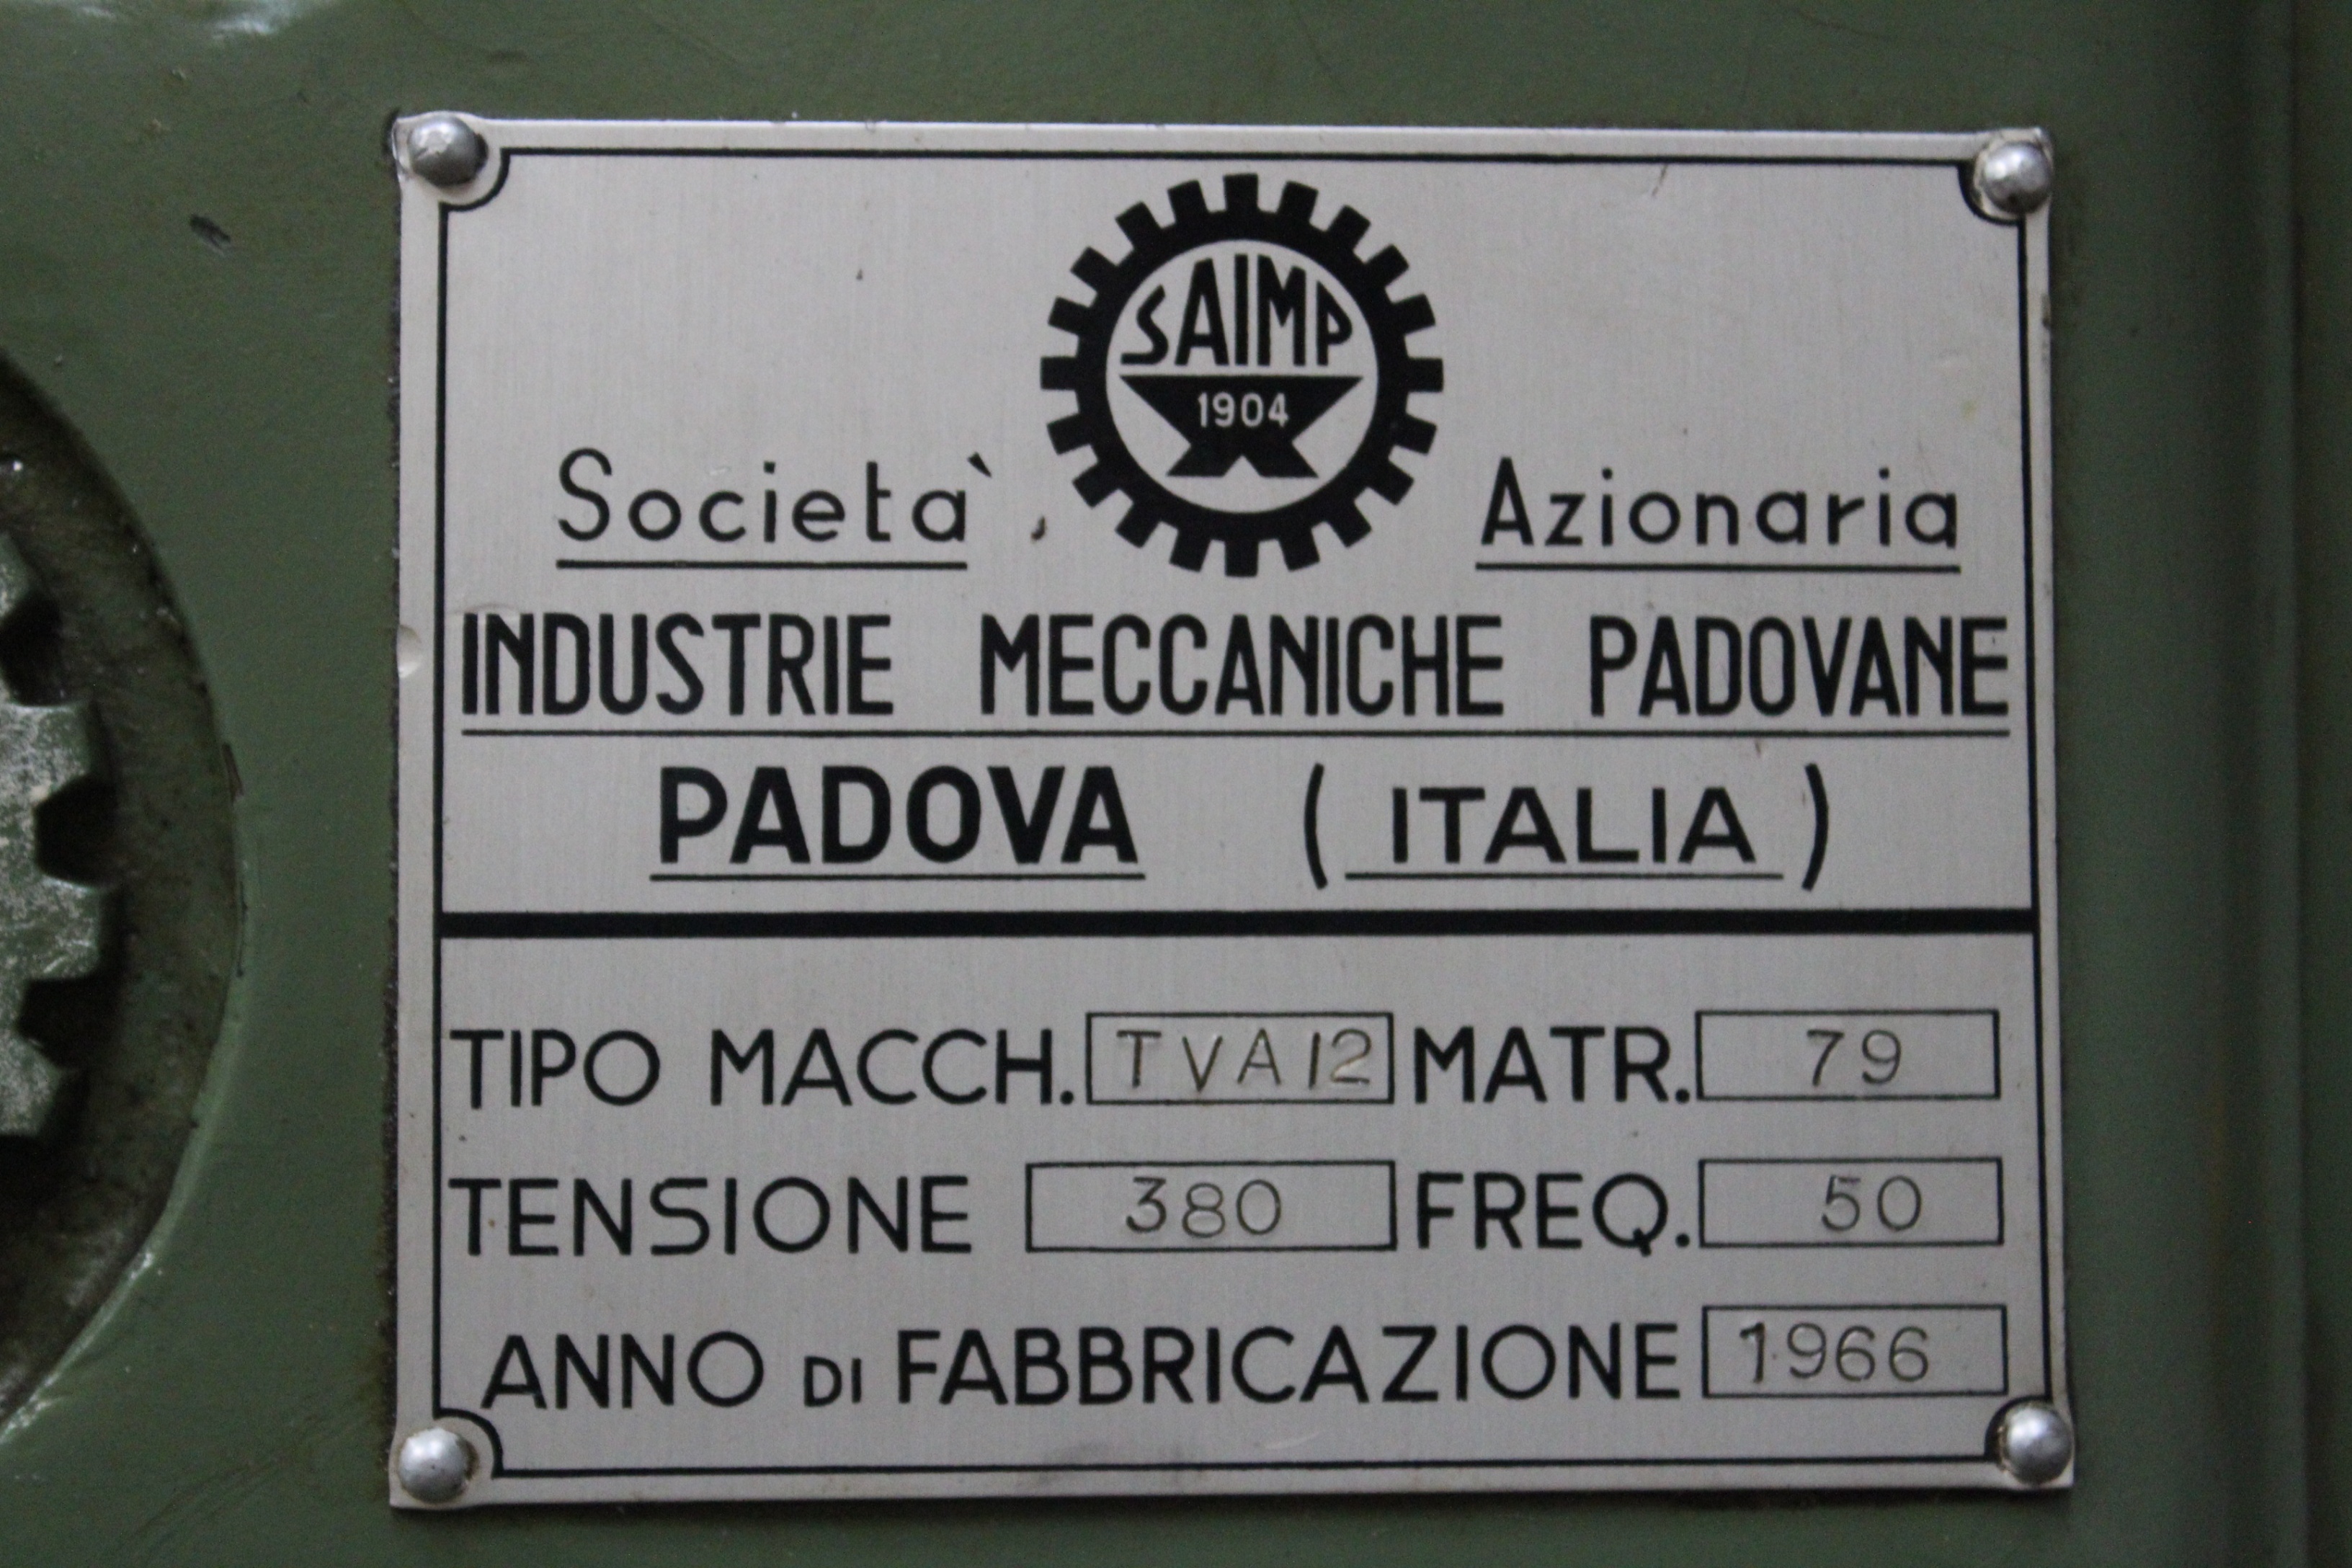 SAIMP
1904
Società Azionaria
INDUSTRIE MECCANICHE PADOVANE
PADOVA ( ITALIA )
TIPO MACCH. TVA12 MATR. 79
TENSIONE 380 FREQ. 50
ANNO DI FABBRICAZIONE 1966